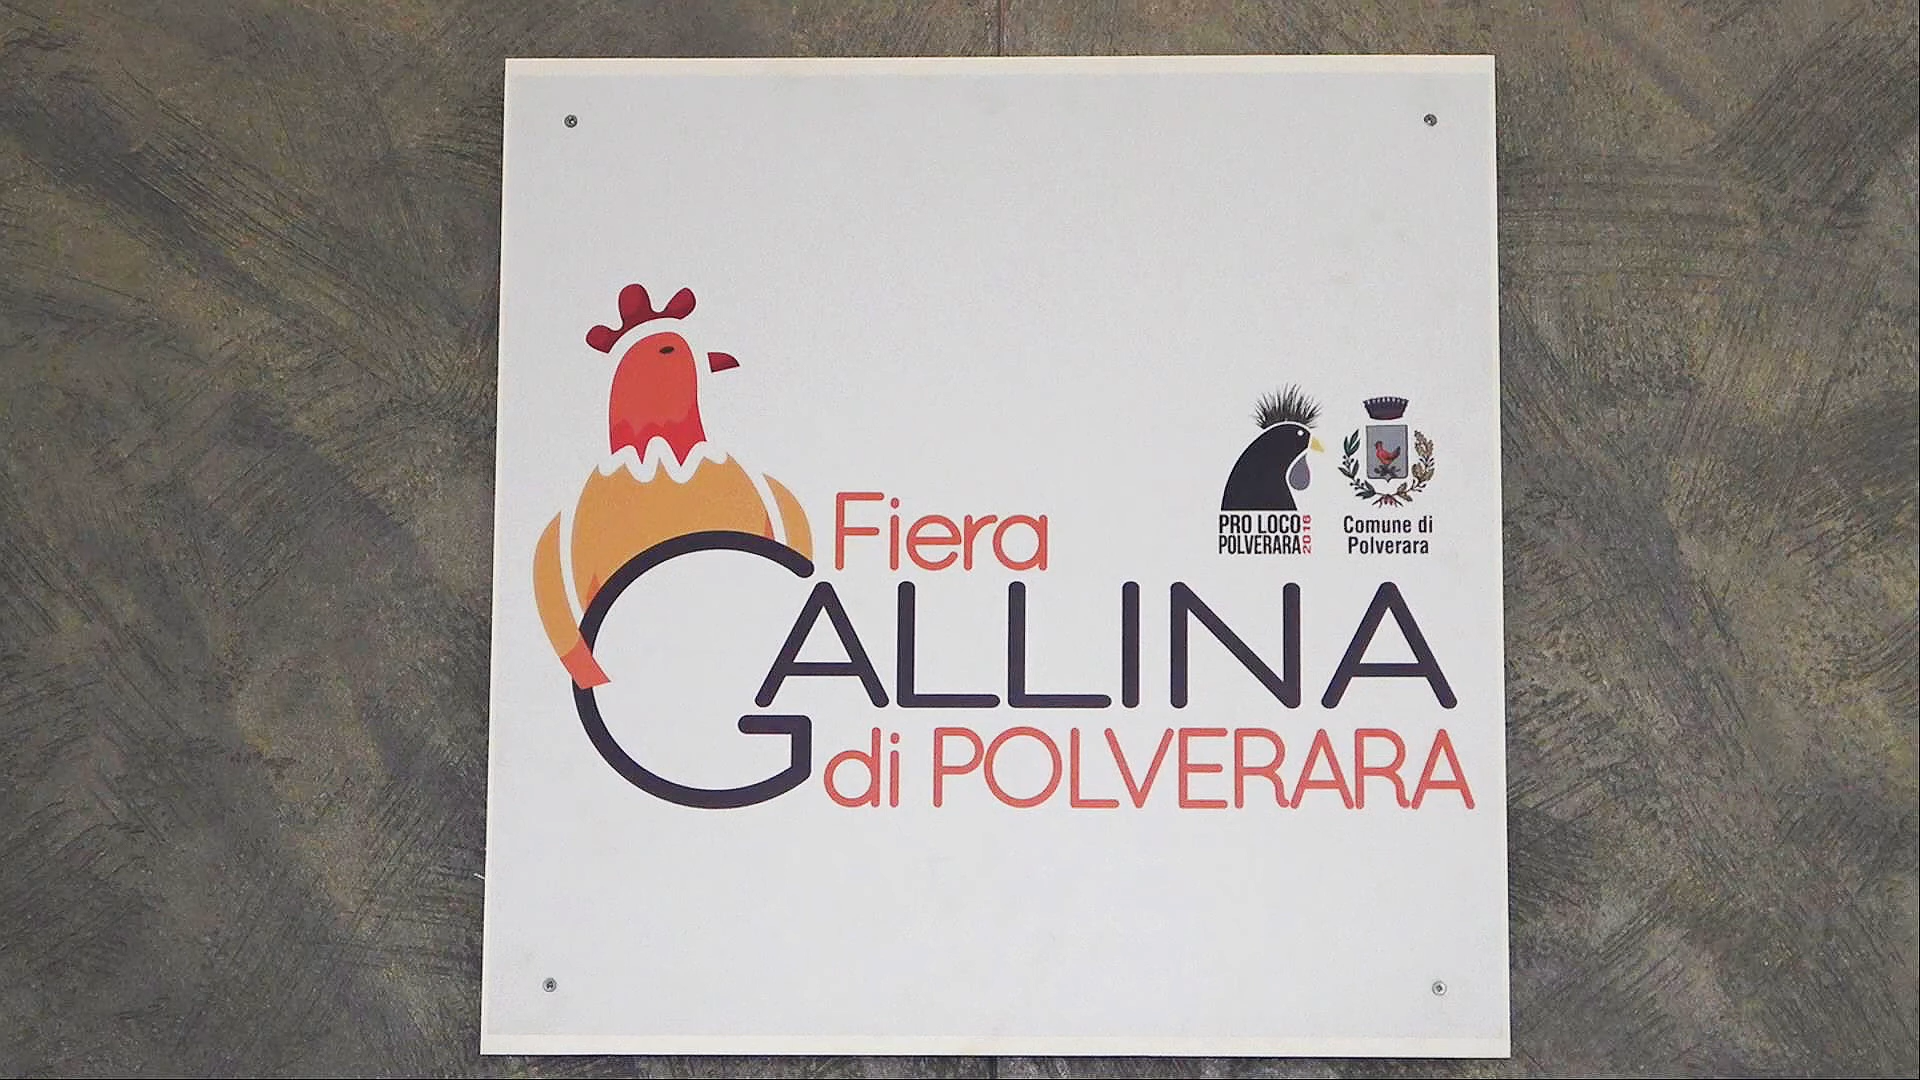 Fiera
GALLINA
di POLVERARA
PRO LOCO
POLVERARA
2016
Comune di
Polverara